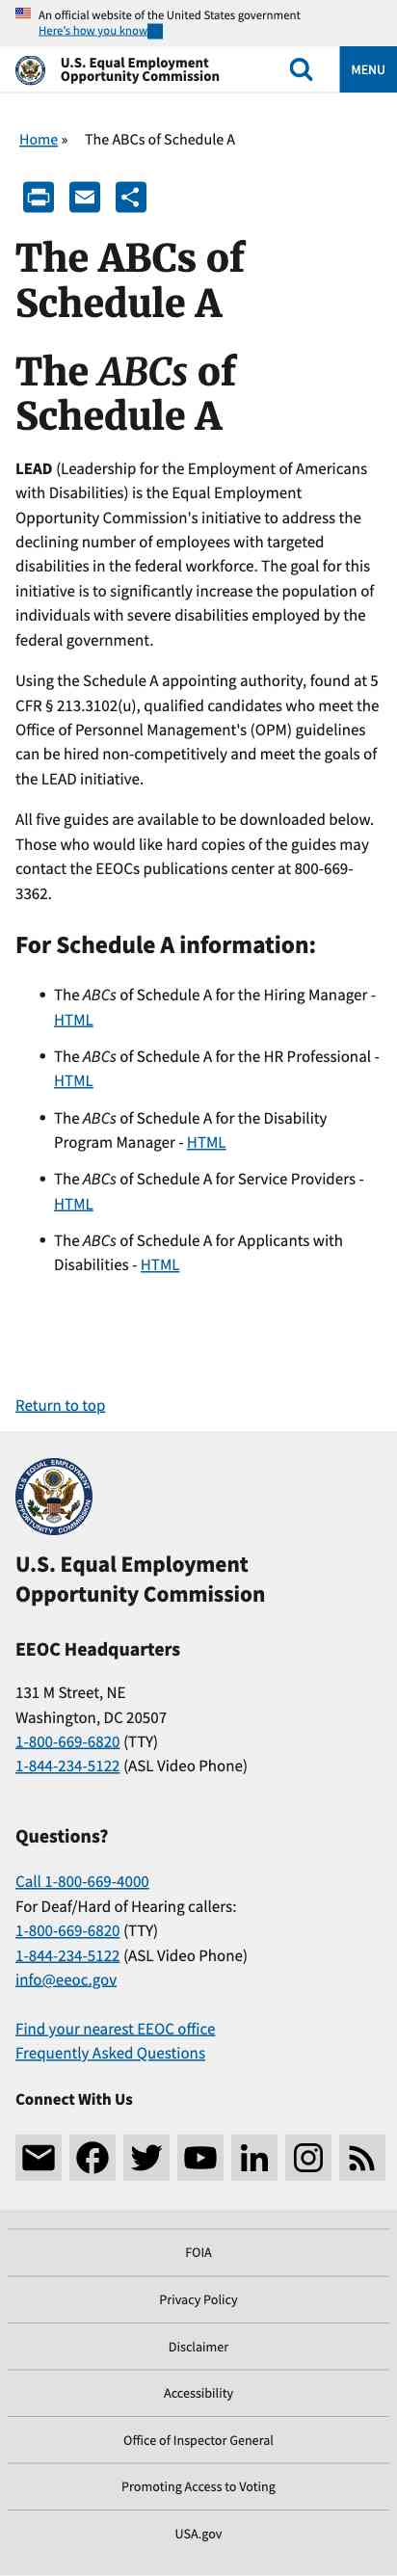 An official website of the United States government
Here's how you know
U.S. Equal Employment
Opportunity Commission
MENU
Home » The ABCs of Schedule A
The ABCs of
Schedule A
The ABCs of
Schedule A
LEAD (Leadership for the Employment of Americans
with Disabilities) is the Equal Employment
Opportunity Commission's initiative to address the
declining number of employees with targeted
disabilities in the federal workforce. The goal for this
initiative is to significantly increase the population of
individuals with severe disabilities employed by the
federal government.
Using the Schedule A appointing authority, found at 5
CFR § 213.3102(u), qualified candidates who meet the
Office of Personnel Management's (OPM) guidelines
can be hired non-competitively and meet the goals of
the LEAD initiative.
All five guides are available to be downloaded below.
Those who would like hard copies of the guides may
contact the EEOCs publications center at 800-669-
3362.
For Schedule A information:
• The ABCs of Schedule A for the Hiring Manager -
HTML
• The ABCs of Schedule A for the HR Professional -
HTML
• The ABCs of Schedule A for the Disability
Program Manager - HTML
• The ABCs of Schedule A for Service Providers -
HTML
• The ABCs of Schedule A for Applicants with
Disabilities - HTML
Return to top
U.S. EQUAL EMPLOYMENT OPPORTUNITY COMMISSION
U.S. Equal Employment
Opportunity Commission
EEOC Headquarters
131 M Street, NE
Washington, DC 20507
1-800-669-6820 (TTY)
1-844-234-5122 (ASL Video Phone)
Questions?
Call 1-800-669-4000
For Deaf/Hard of Hearing callers:
1-800-669-6820 (TTY)
1-844-234-5122 (ASL Video Phone)
info@eeoc.gov
Find your nearest EEOC office
Frequently Asked Questions
Connect With Us
FOIA
Privacy Policy
Disclaimer
Accessibility
Office of Inspector General
Promoting Access to Voting
USA.gov